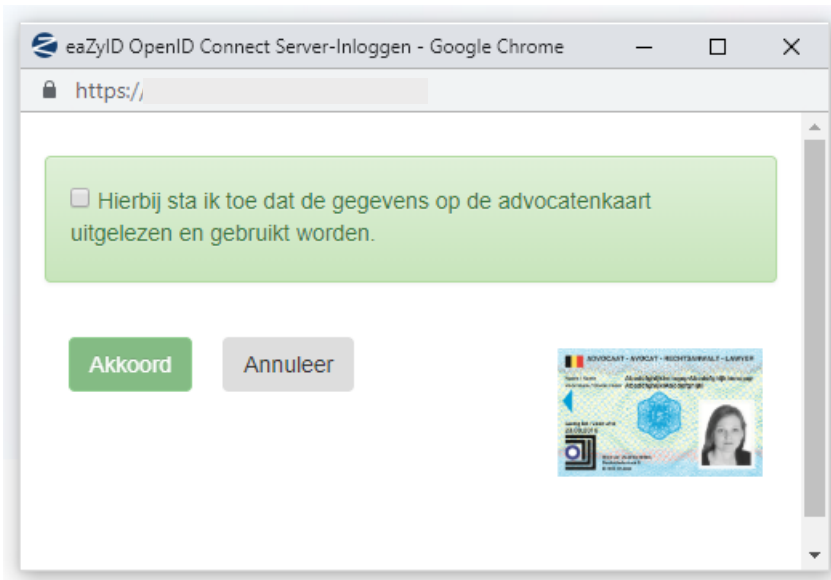 eaZyID OpenID Connect Server-Inloggen - Google Chrome
https://
Hierbij sta ik toe dat de gegevens op de advocatenkaart
uitgelezen en gebruikt worden.
Akkoord
Annuleer
ADVOCAAT - AVOCAT - RECHTSANWALT - LAWYER